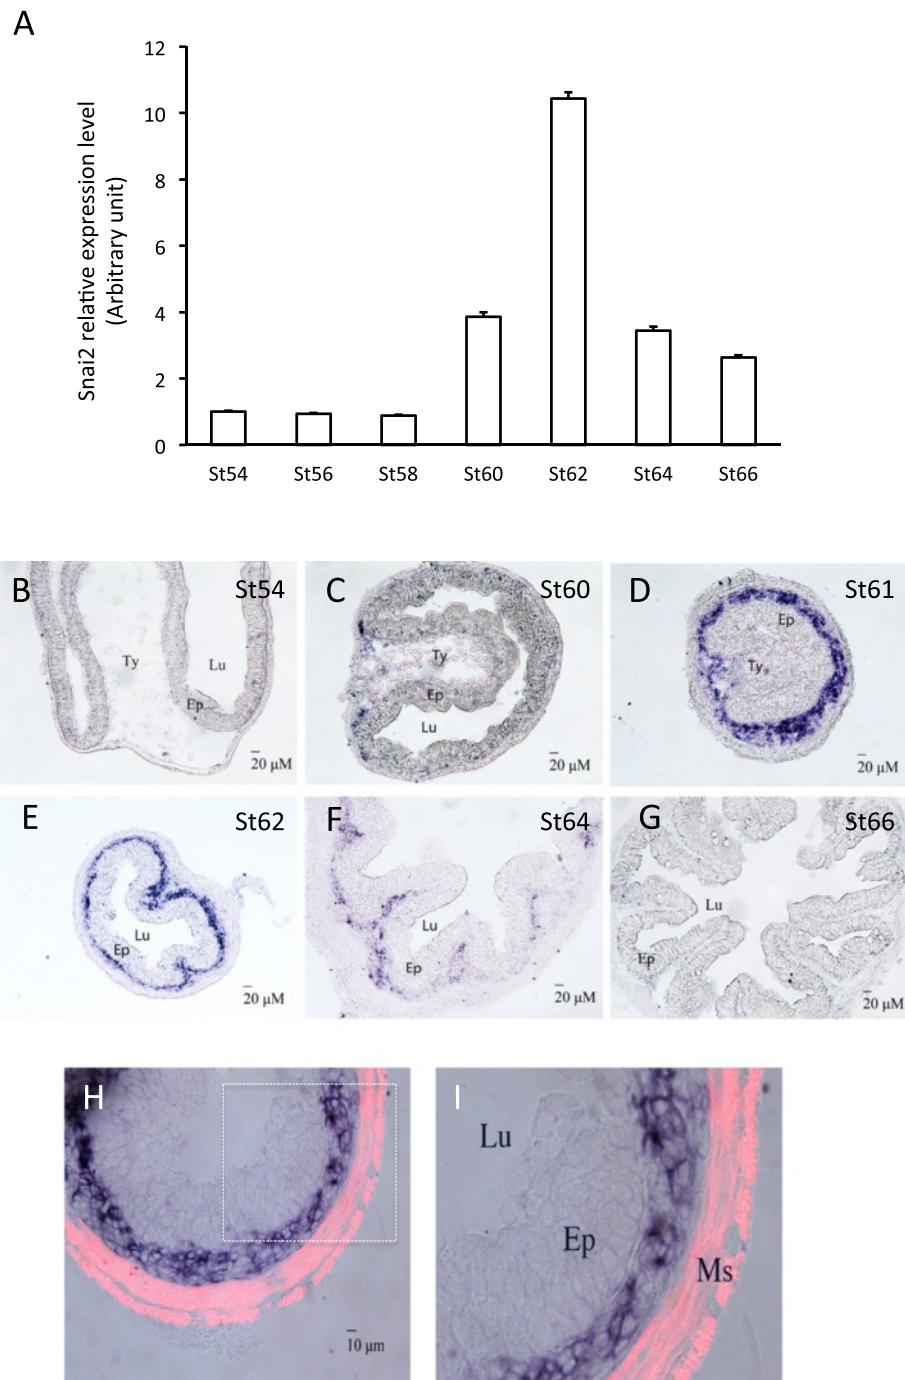 A
Snai2 relative expression level
(Arbitrary unit)
12
10
8
6
4
2
0
St54 St56 St58 St60 St62 St64 St66
B St54
Ty
Lu
Ep
20 µM
C St60
Ty
Ep
Lu
20 µM
D St61
Ep
Ty
20 µM
E St62
Lu
Ep
20 µM
F St64
Lu
Ep
20 µM
G St66
Lu
Ep
20 µM
H
10 µm
I
Lu
Ep
Ms